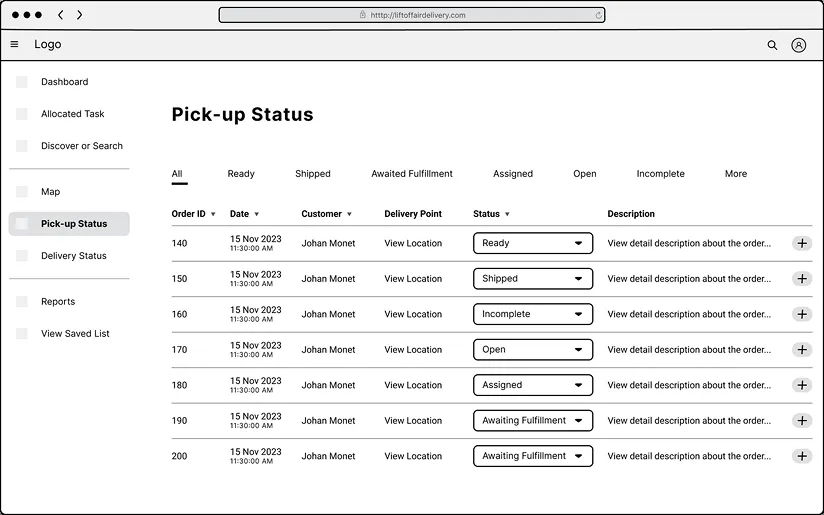 htttp://liftoffairdelivery.com
Logo
Dashboard
Allocated Task
Discover or Search
Map
Pick-up Status
Delivery Status
Reports
View Saved List
Pick-up Status
All Ready Shipped Awaited Fulfillment Assigned Open Incomplete More
Order ID Date Customer Delivery Point Status Description
140 15 Nov 2023 Johan Monet View Location Ready View detail description about the order...
11:30:00 AM
150 15 Nov 2023 Johan Monet View Location Shipped View detail description about the order...
11:30:00 AM
160 15 Nov 2023 Johan Monet View Location Incomplete View detail description about the order...
11:30:00 AM
170 15 Nov 2023 Johan Monet View Location Open View detail description about the order...
11:30:00 AM
180 15 Nov 2023 Johan Monet View Location Assigned View detail description about the order...
11:30:00 AM
190 15 Nov 2023 Johan Monet View Location Awaiting Fulfillment View detail description about the order...
11:30:00 AM
200 15 Nov 2023 Johan Monet View Location Awaiting Fulfillment View detail description about the order...
11:30:00 AM